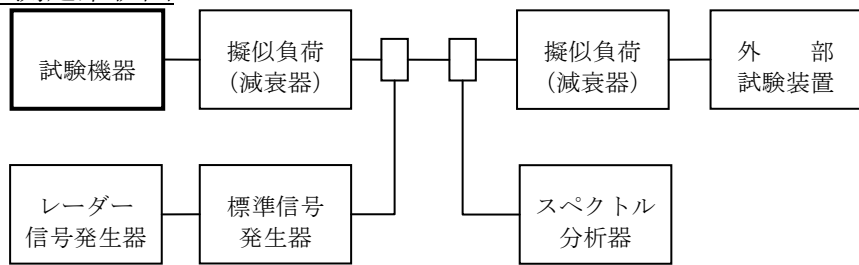 試験機器
擬似負荷
(減衰器)
擬似負荷
(減衰器)
外　部
試験装置
レーダー
信号発生器
標準信号
発生器
スペクトル
分析器